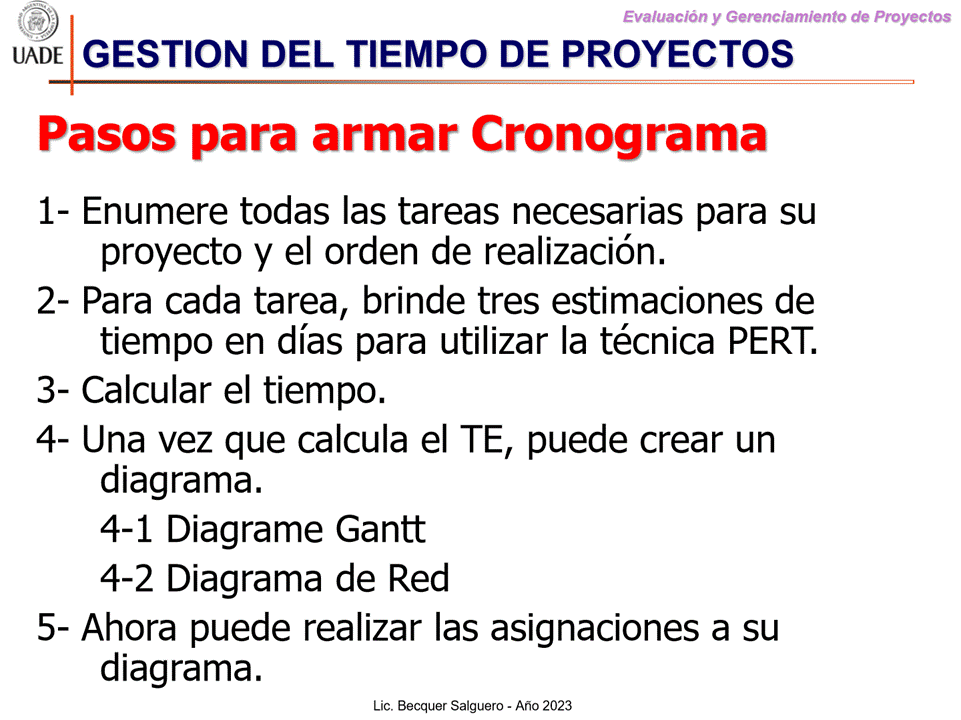 Evaluación y Gerenciamiento de Proyectos
UADE
GESTION DEL TIEMPO DE PROYECTOS
Pasos para armar Cronograma
1- Enumere todas las tareas necesarias para su
proyecto y el orden de realización.
2- Para cada tarea, brinde tres estimaciones de
tiempo en días para utilizar la técnica PERT.
3- Calcular el tiempo.
4- Una vez que calcula el TE, puede crear un
diagrama.
4-1 Diagrame Gantt
4-2 Diagrama de Red
5- Ahora puede realizar las asignaciones a su
diagrama.
Lic. Becquer Salguero - Año 2023